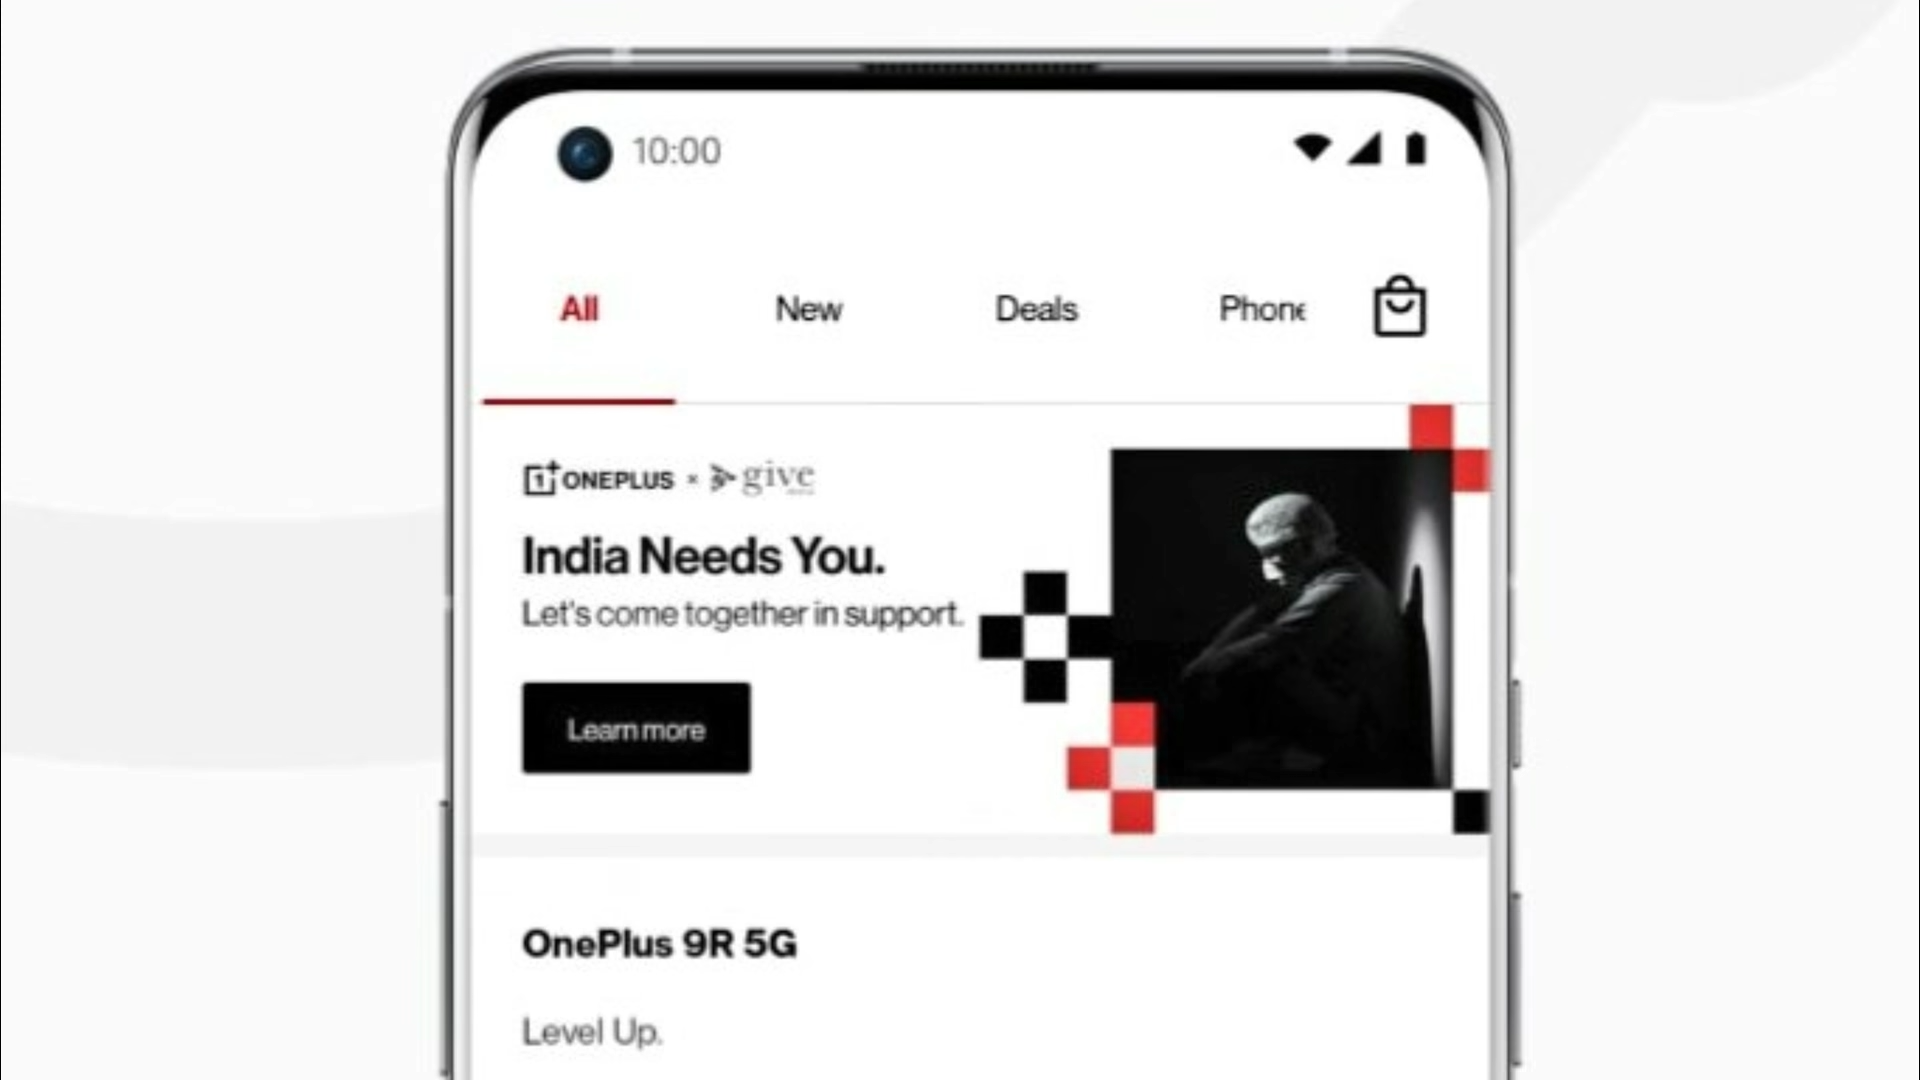 10:00
All New Deals Phone
ONEPLUS × give
India Needs You.
Let's come together in support.
Learn more
OnePlus 9R 5G
Level Up.